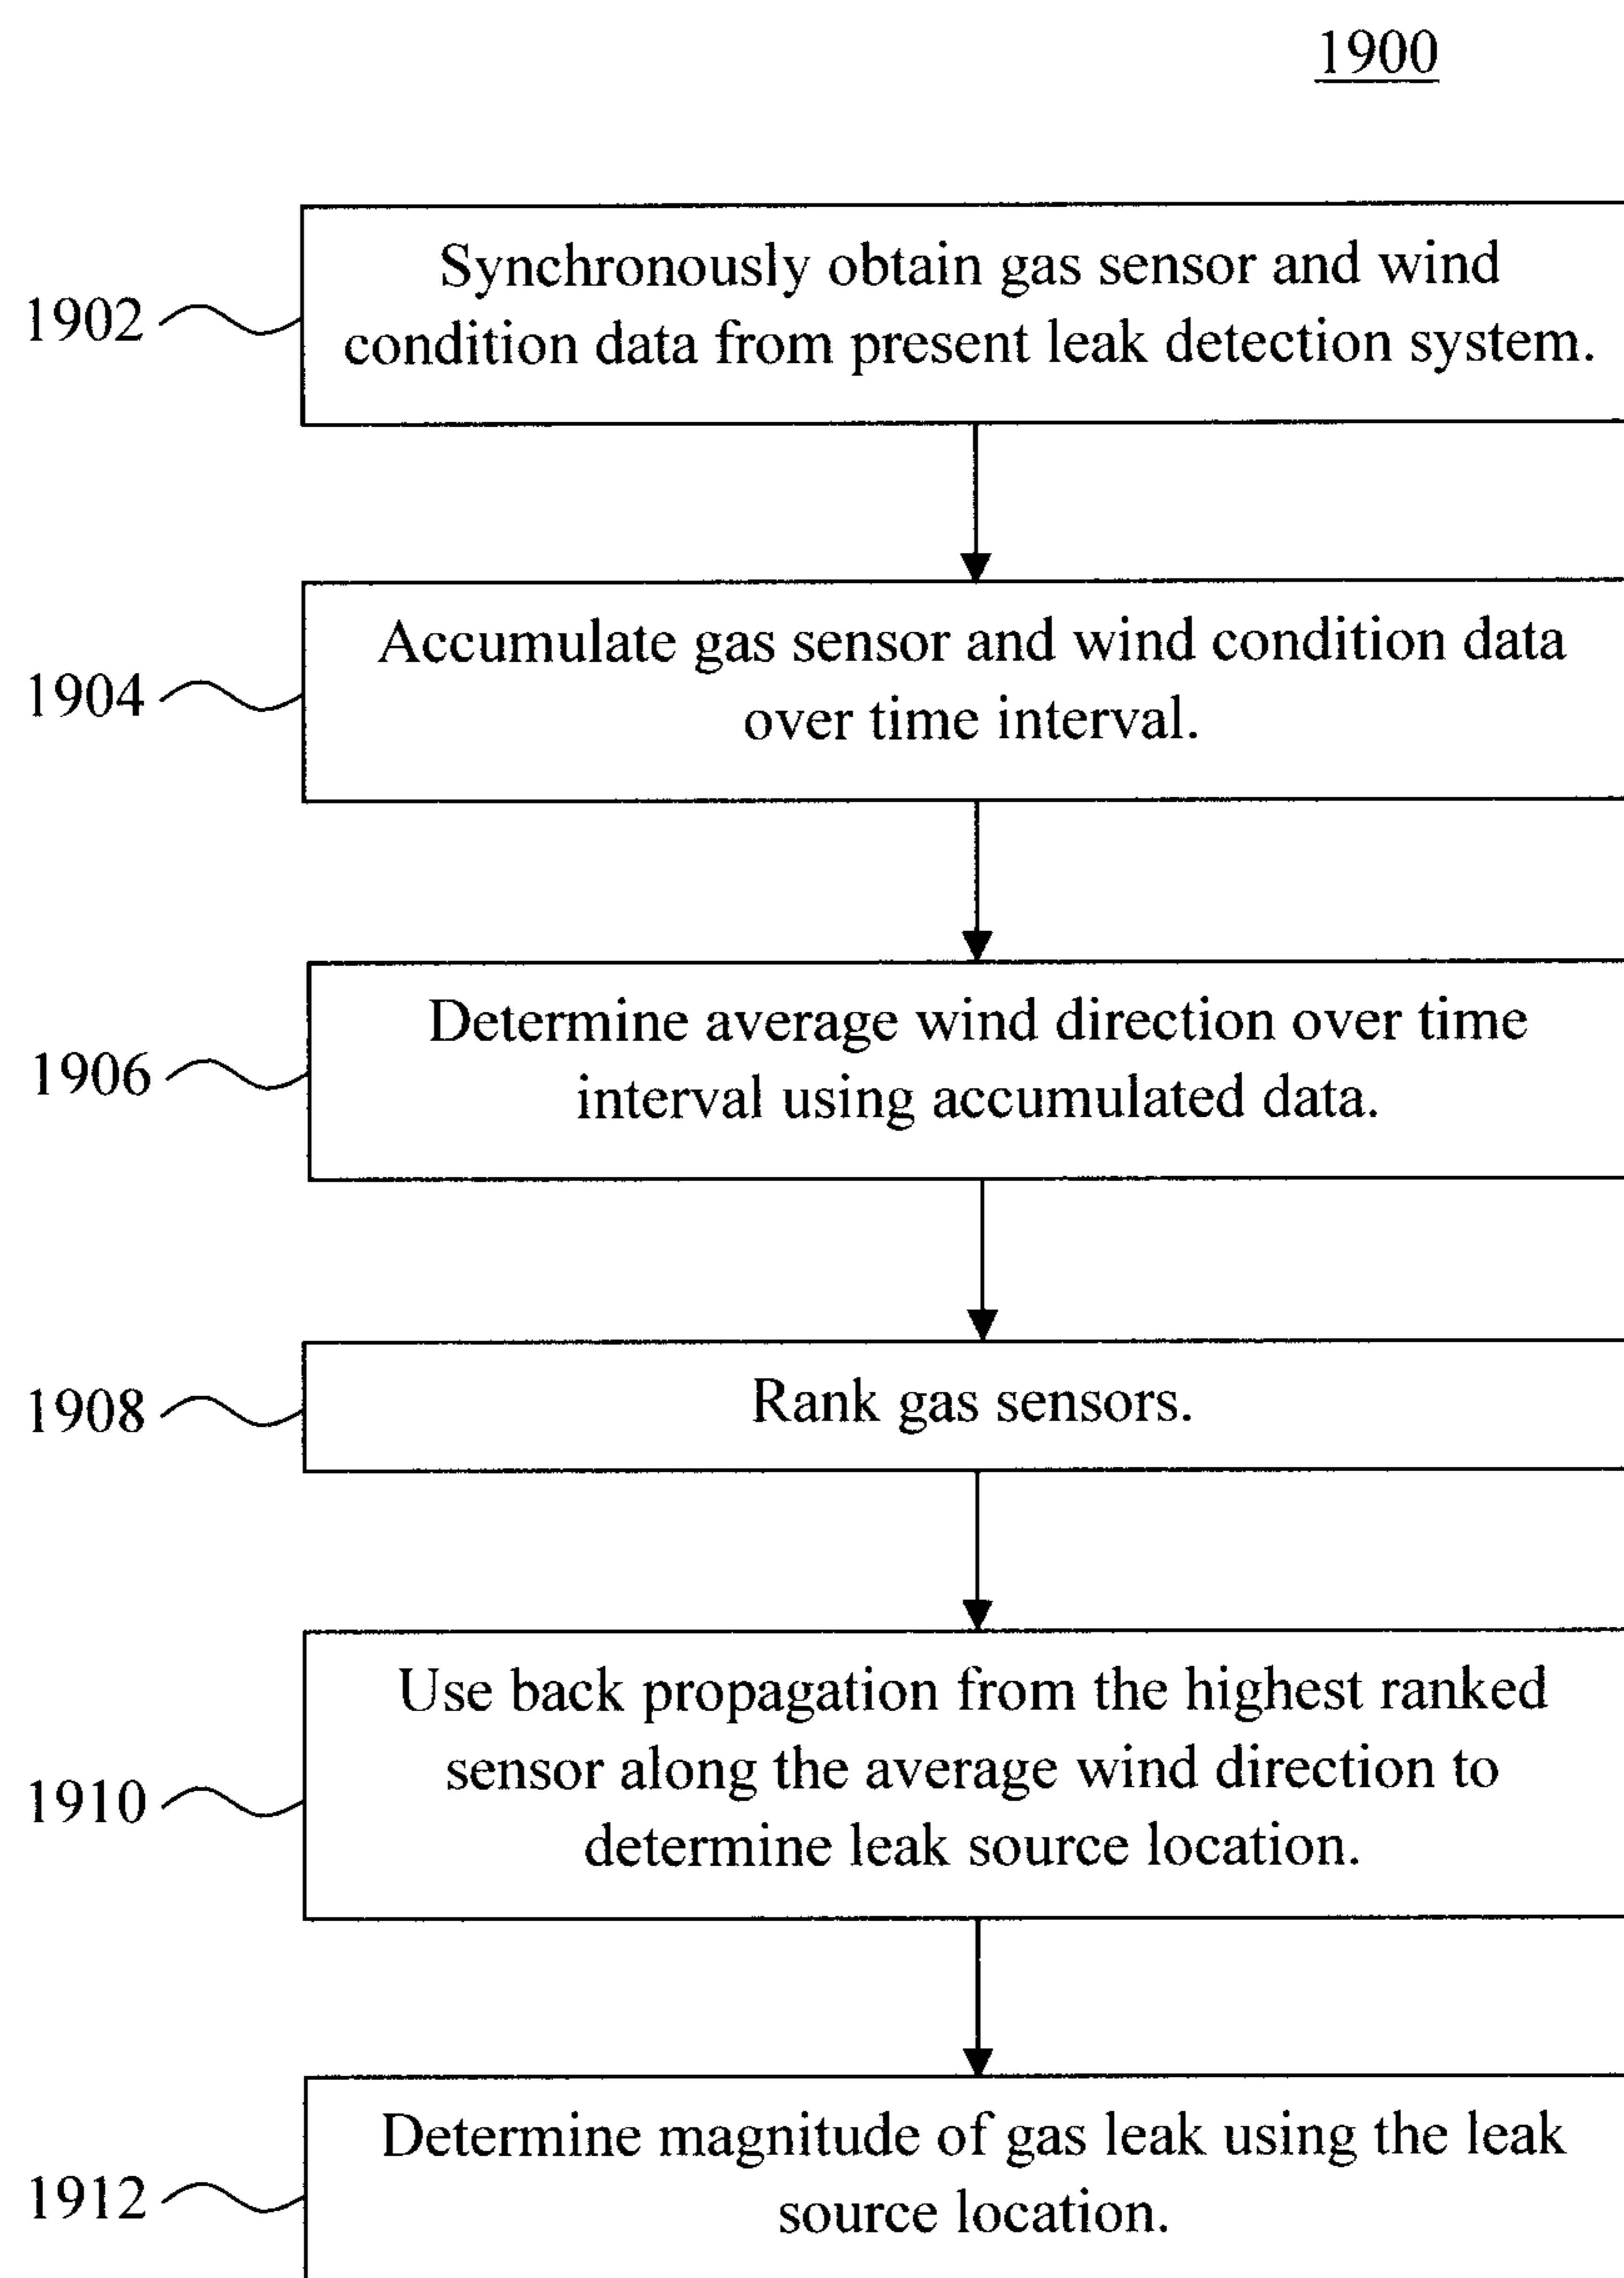 1900
1902
Synchronously obtain gas sensor and wind
condition data from present leak detection system.
1904
Accumulate gas sensor and wind condition data
over time interval.
1906
Determine average wind direction over time
interval using accumulated data.
1908
Rank gas sensors.
1910
Use back propagation from the highest ranked
sensor along the average wind direction to
determine leak source location.
1912
Determine magnitude of gas leak using the leak
source location.